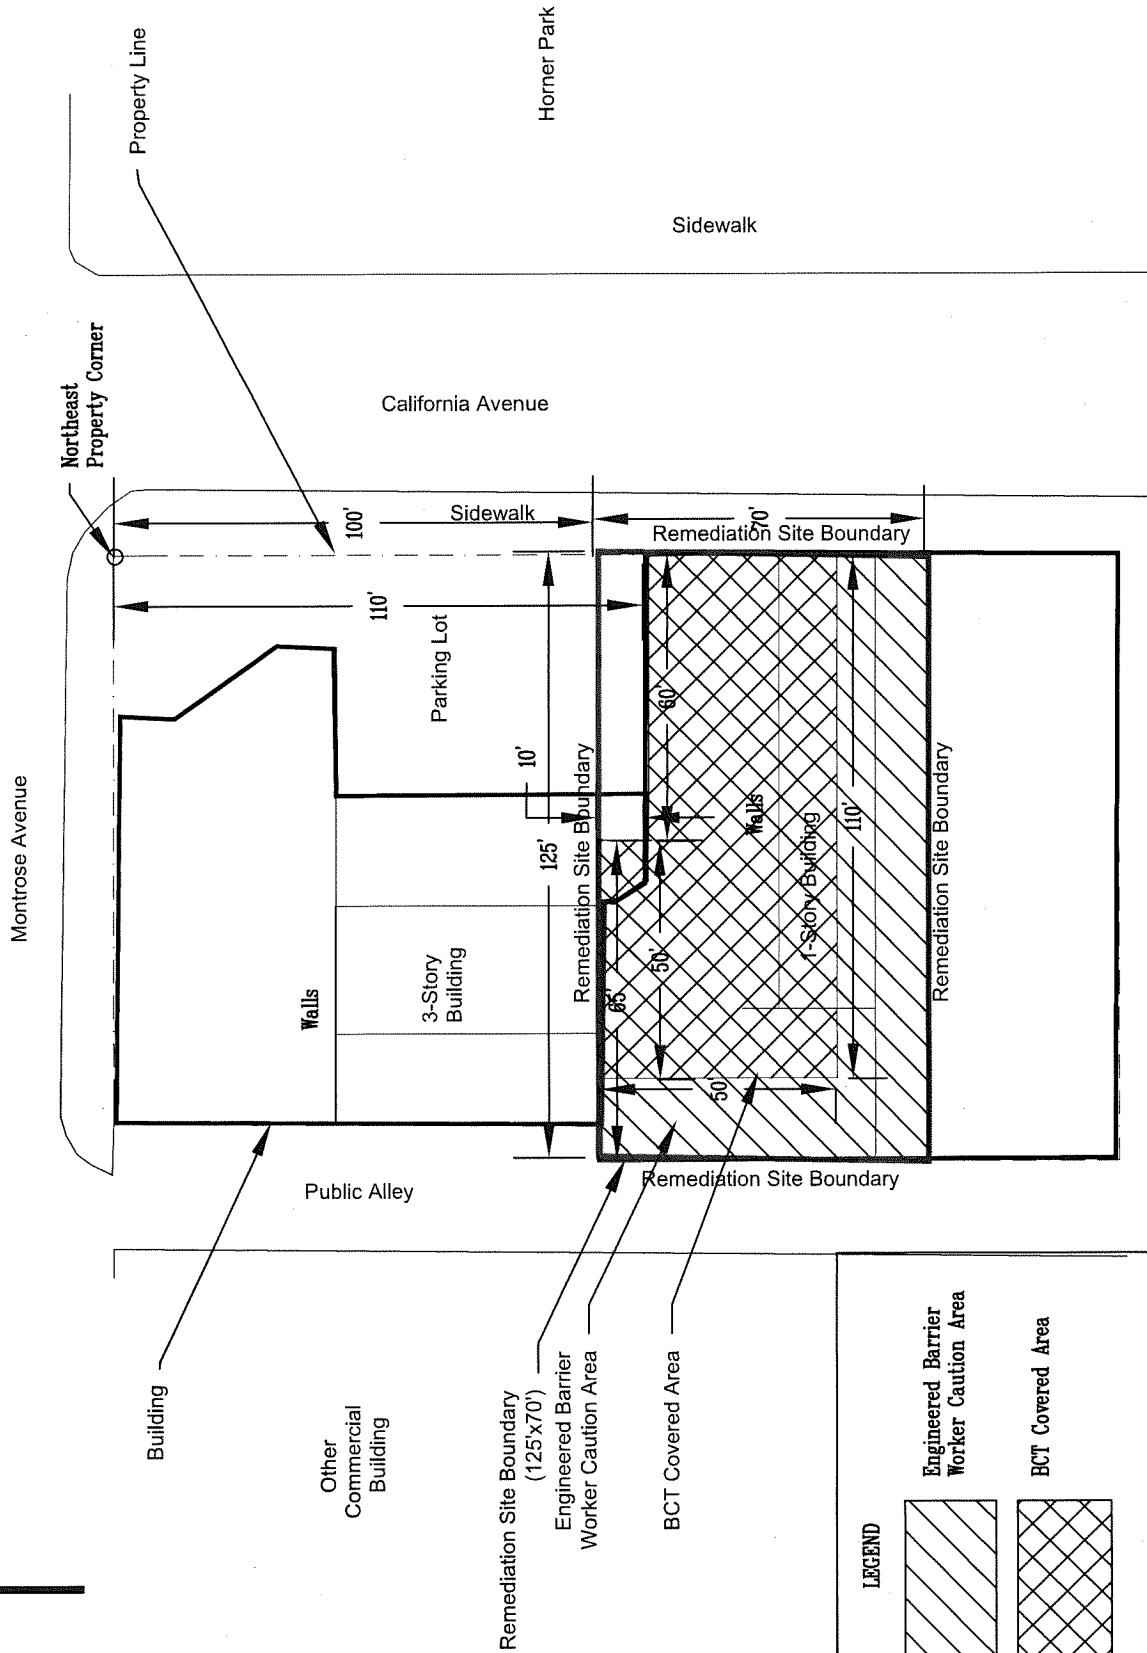 Montrose Avenue
Northeast
Property Corner
Property Line
Horner Park
Sidewalk
California Avenue
Sidewalk
100'
110'
Parking Lot
10'
125'
Walls
3-Story
Building
Building
Public Alley
Other
Commercial
Building
Remediation Site Boundary
Remediation Site Boundary
70'
60'
Walls
1-Story Building
110'
65'
50'
50'
Remediation Site Boundary
Remediation Site Boundary
Remediation Site Boundary
(125'x70')
Engineered Barrier
Worker Caution Area
BCT Covered Area
LEGEND
Engineered Barrier
Worker Caution Area
BCT Covered Area